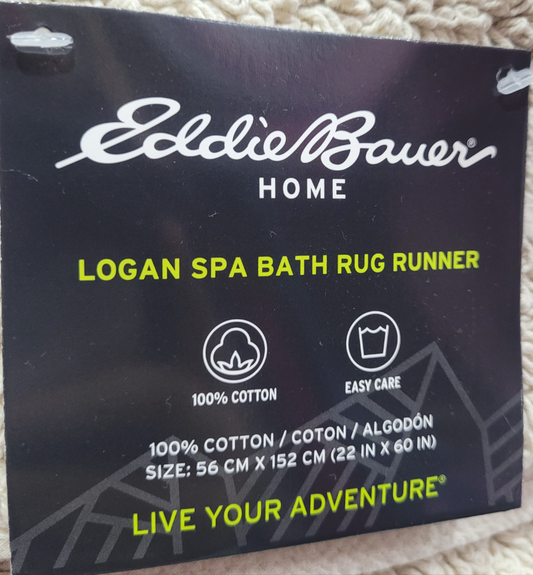 Eddie Bauer®
HOME
LOGAN SPA BATH RUG RUNNER
100% COTTON
EASY CARE
100% COTTON / COTON / ALGODÓN
SIZE: 56 CM X 152 CM (22 IN X 60 IN)
LIVE YOUR ADVENTURE®